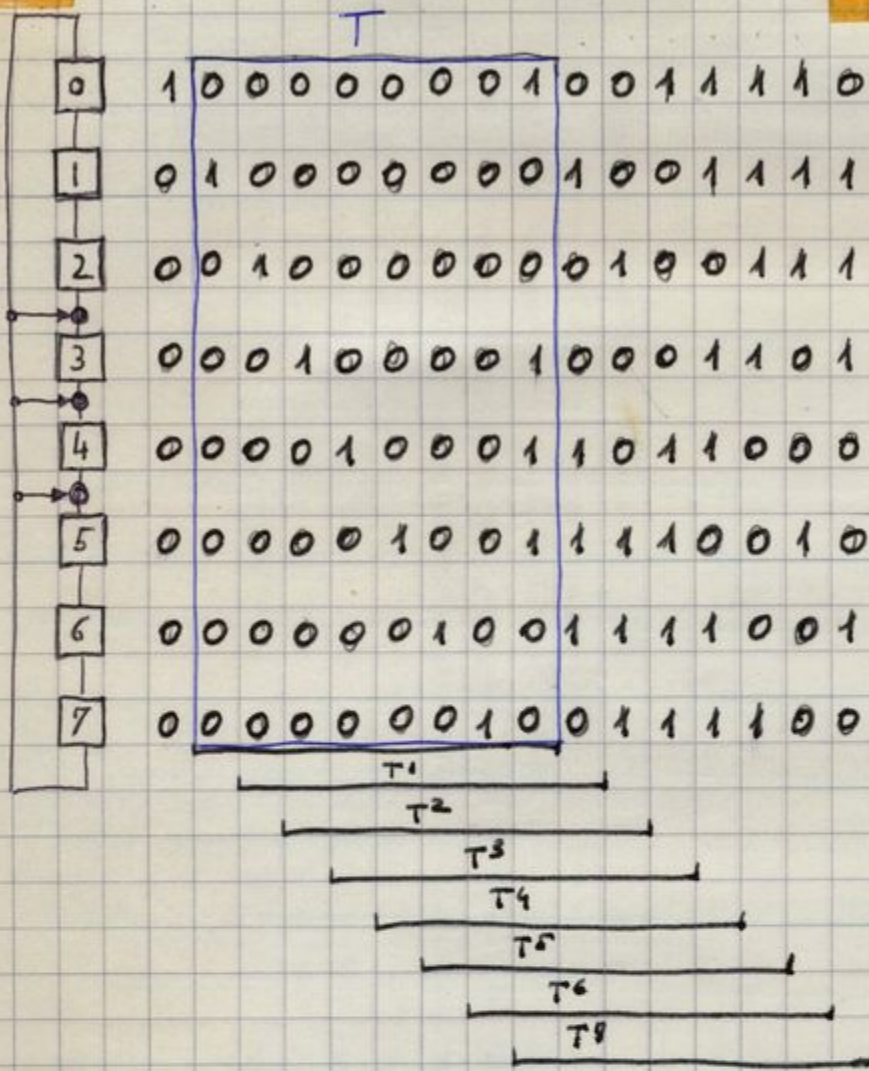 T
0 1 0 0 0 0 0 0 0 1 0 0 1 1 1 1 0
1 0 1 0 0 0 0 0 0 0 1 0 0 1 1 1 1
2 0 0 1 0 0 0 0 0 0 0 1 0 0 1 1 1
3 0 0 0 1 0 0 0 0 1 0 0 0 1 1 0 1
4 0 0 0 0 1 0 0 0 1 1 0 1 1 0 0 0
5 0 0 0 0 0 1 0 0 1 1 1 1 0 0 1 0
6 0 0 0 0 0 0 1 0 0 1 1 1 1 0 0 1
7 0 0 0 0 0 0 0 1 0 0 1 1 1 1 0 0
T¹
T²
T³
T⁴
T⁵
T⁶
T⁸